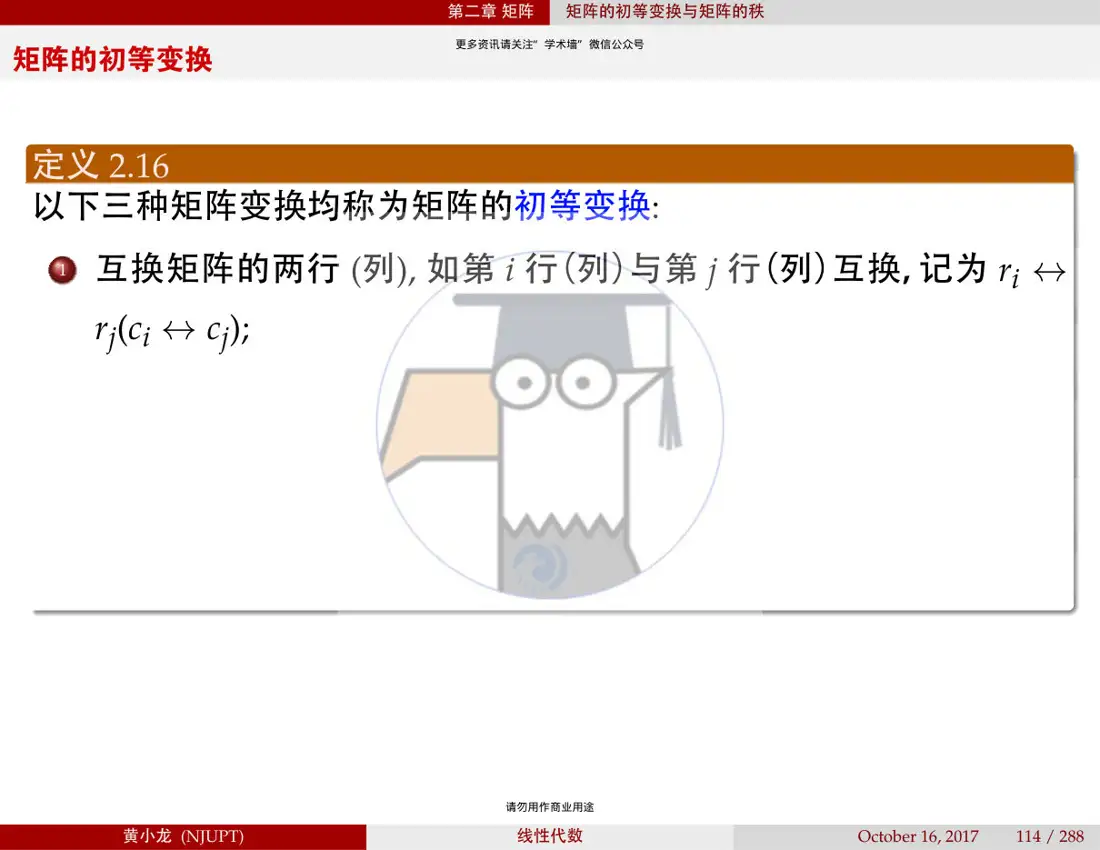 第二章 矩阵 矩阵的初等变换与矩阵的秩
更多资讯请关注“学术墙”微信公众号
矩阵的初等变换
定义 2.16
以下三种矩阵变换均称为矩阵的初等变换:
1 互换矩阵的两行 (列), 如第 i 行(列)与第 j 行(列)互换, 记为 rᵢ ↔
rⱼ(cᵢ ↔ cⱼ);
请勿用作商业用途
黄小龙 (NJUPT) 线性代数 October 16, 2017 114 / 288